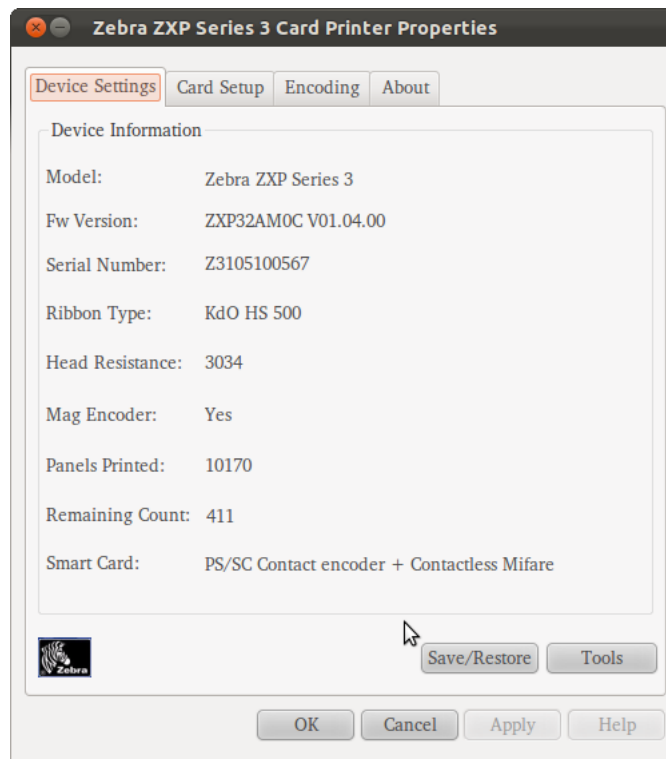 Zebra ZXP Series 3 Card Printer Properties
Device Settings Card Setup Encoding About
Device Information
Model: Zebra ZXP Series 3
Fw Version: ZXP32AM0C V01.04.00
Serial Number: Z3105100567
Ribbon Type: KdO HS 500
Head Resistance: 3034
Mag Encoder: Yes
Panels Printed: 10170
Remaining Count: 411
Smart Card: PS/SC Contact encoder + Contactless Mifare
Zebra
Save/Restore Tools
OK Cancel Apply Help